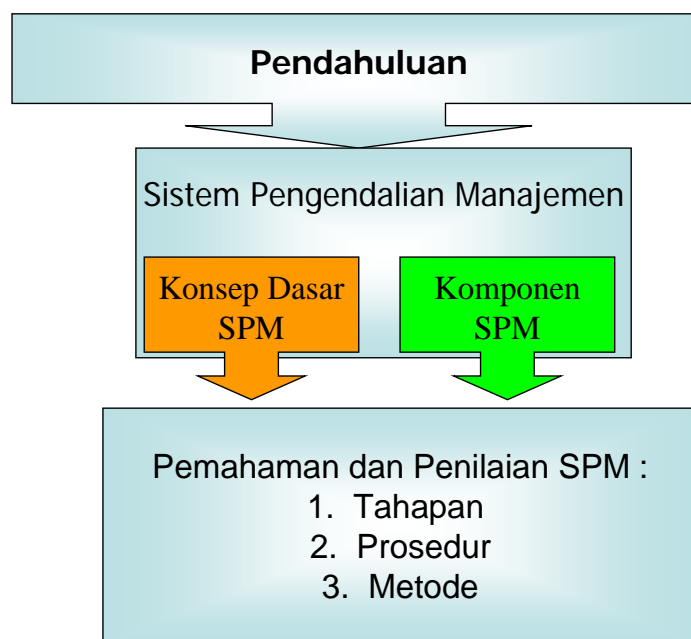 Pendahuluan
Sistem Pengendalian Manajemen
Konsep Dasar
SPM
Komponen
SPM
Pemahaman dan Penilaian SPM :
1. Tahapan
2. Prosedur
3. Metode